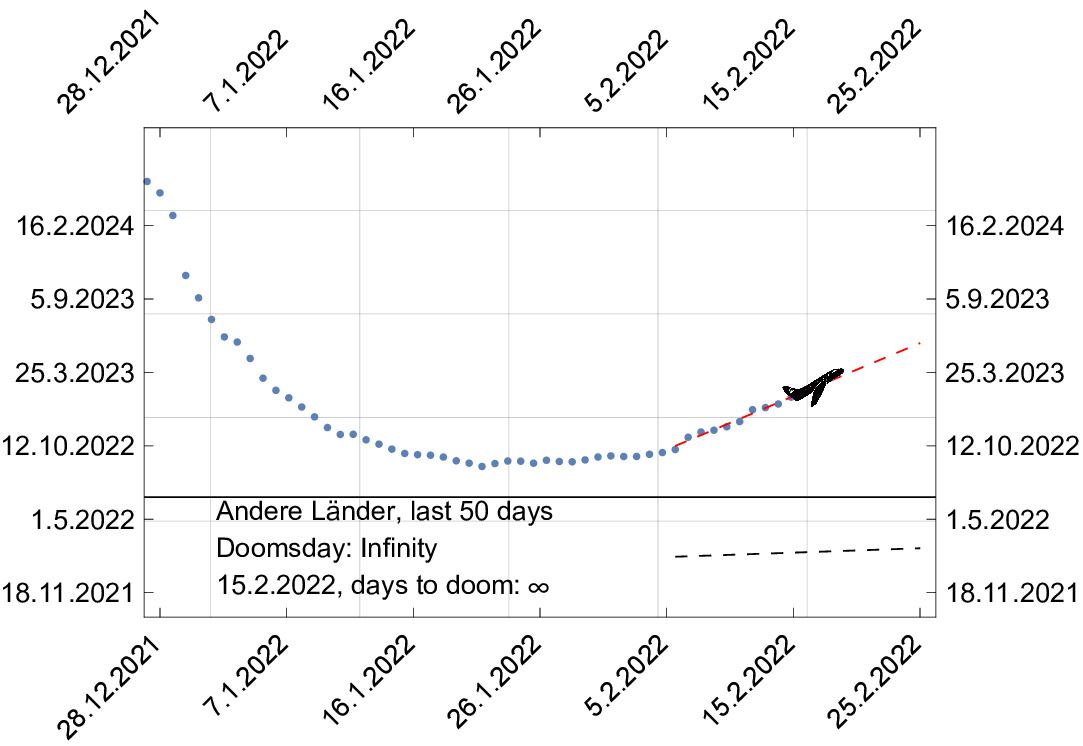 28.12.2021 7.1.2022 16.1.2022 26.1.2022 5.2.2022 15.2.2022 25.2.2022
16.2.2024 16.2.2024
5.9.2023 5.9.2023
25.3.2023 25.3.2023
12.10.2022 12.10.2022
Andere Länder, last 50 days
1.5.2022 1.5.2022
Doomsday: Infinity
15.2.2022, days to doom: ∞
18.11.2021 18.11.2021
28.12.2021 7.1.2022 16.1.2022 26.1.2022 5.2.2022 15.2.2022 25.2.2022